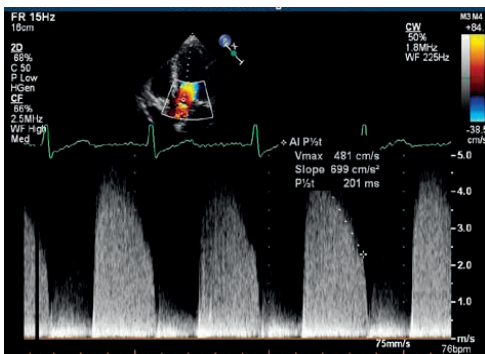 FR 15Hz
16cm
2D
68%
C 50
P Low
HGen
CF
66%
2.5MHz
WF High
Med
CW
50%
1.8MHz
WF 225Hz
M3 M4
+84.
-38.5
cm/s
AI P½t
Vmax 481 cm/s
Slope 699 cm/s²
P½t 201 ms
5.0
4.0
3.0
2.0
1.0
m/s
75mm/s
76bpm